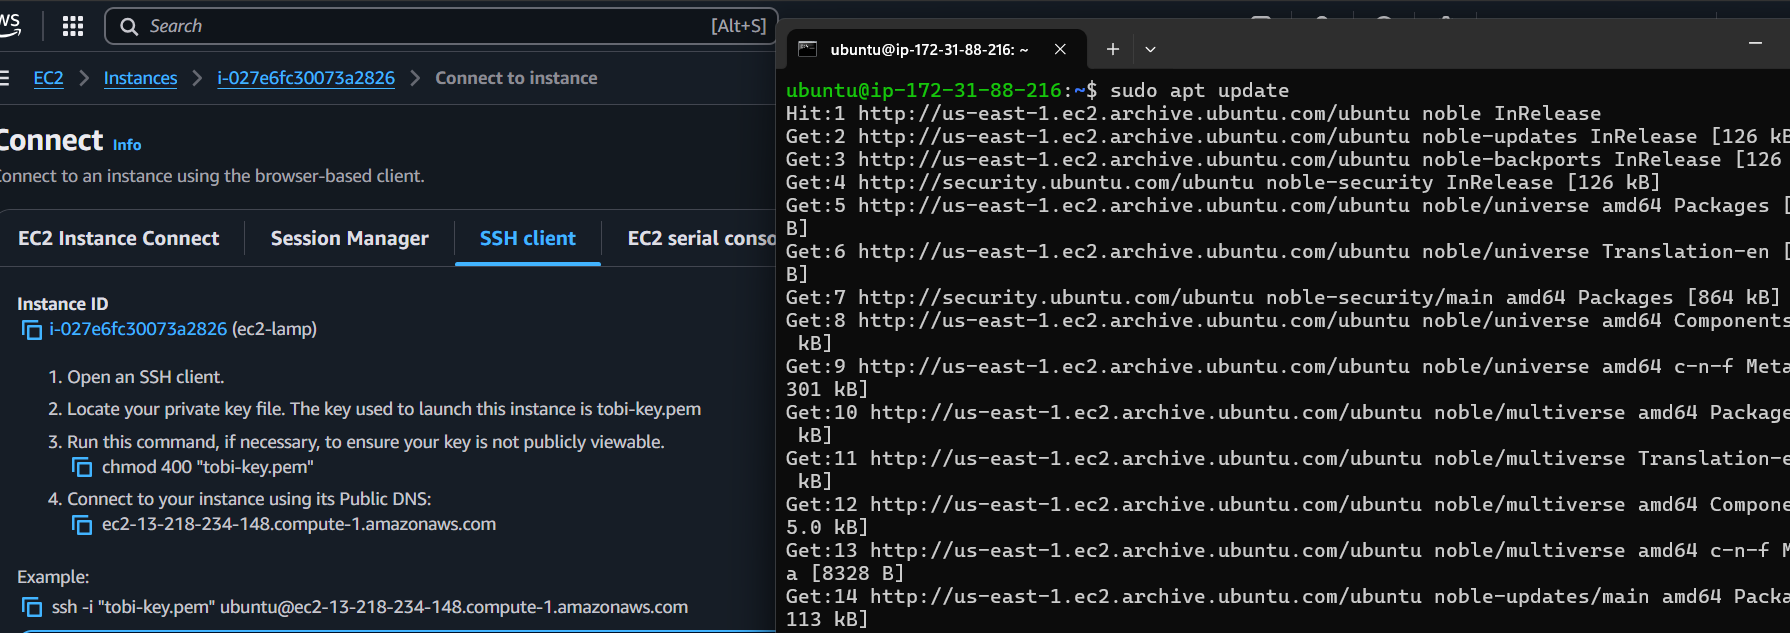 Search [Alt+S]
EC2 Instances i-027e6fc30073a2826 Connect to instance
Connect Info
onnect to an instance using the browser-based client.
EC2 Instance Connect Session Manager SSH client EC2 serial conso
Instance ID
i-027e6fc30073a2826 (ec2-lamp)
1. Open an SSH client.
2. Locate your private key file. The key used to launch this instance is tobi-key.pem
3. Run this command, if necessary, to ensure your key is not publicly viewable.
chmod 400 "tobi-key.pem"
4. Connect to your instance using its Public DNS:
ec2-13-218-234-148.compute-1.amazonaws.com
Example:
ssh -i "tobi-key.pem" ubuntu@ec2-13-218-234-148.compute-1.amazonaws.com
ubuntu@ip-172-31-88-216: ~
ubuntu@ip-172-31-88-216:~$ sudo apt update
Hit:1 http://us-east-1.ec2.archive.ubuntu.com/ubuntu noble InRelease
Get:2 http://us-east-1.ec2.archive.ubuntu.com/ubuntu noble-updates InRelease [126 kB
Get:3 http://us-east-1.ec2.archive.ubuntu.com/ubuntu noble-backports InRelease [126
Get:4 http://security.ubuntu.com/ubuntu noble-security InRelease [126 kB]
Get:5 http://us-east-1.ec2.archive.ubuntu.com/ubuntu noble/universe amd64 Packages [
B]
Get:6 http://us-east-1.ec2.archive.ubuntu.com/ubuntu noble/universe Translation-en [
B]
Get:7 http://security.ubuntu.com/ubuntu noble-security/main amd64 Packages [864 kB]
Get:8 http://us-east-1.ec2.archive.ubuntu.com/ubuntu noble/universe amd64 Components
kB]
Get:9 http://us-east-1.ec2.archive.ubuntu.com/ubuntu noble/universe amd64 c-n-f Meta
301 kB]
Get:10 http://us-east-1.ec2.archive.ubuntu.com/ubuntu noble/multiverse amd64 Package
kB]
Get:11 http://us-east-1.ec2.archive.ubuntu.com/ubuntu noble/multiverse Translation-e
kB]
Get:12 http://us-east-1.ec2.archive.ubuntu.com/ubuntu noble/multiverse amd64 Compone
5.0 kB]
Get:13 http://us-east-1.ec2.archive.ubuntu.com/ubuntu noble/multiverse amd64 c-n-f M
a [8328 B]
Get:14 http://us-east-1.ec2.archive.ubuntu.com/ubuntu noble-updates/main amd64 Packa
113 kB]